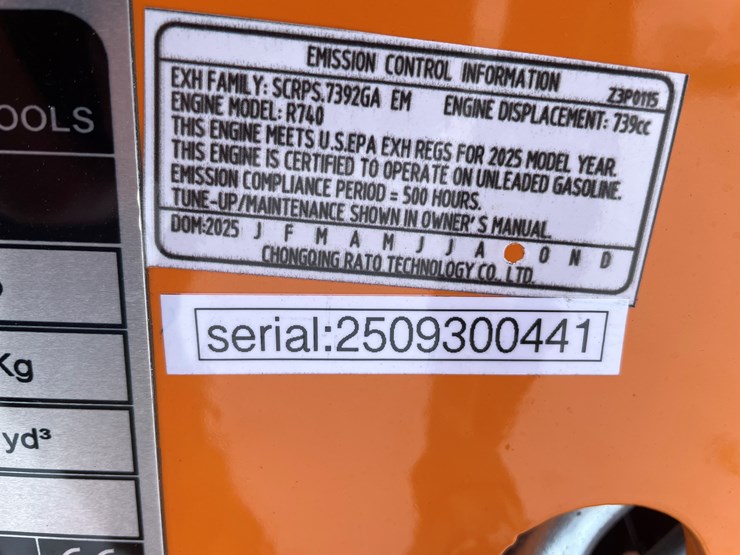 EMISSION CONTROL INFORMATION
Z3P0115
EXH FAMILY: SCRPS.7392GA EM ENGINE DISPLACEMENT: 739cc
ENGINE MODEL: R740
THIS ENGINE MEETS U.S.EPA EXH REGS FOR 2025 MODEL YEAR.
THIS ENGINE IS CERTIFIED TO OPERATE ON UNLEADED GASOLINE.
EMISSION COMPLIANCE PERIOD = 500 HOURS.
TUNE-UP/MAINTENANCE SHOWN IN OWNER'S MANUAL.
DOM:2025 J F M A M J J A O N D
CHONGQING RATO TECHNOLOGY CO., LTD.
serial:2509300441
OOLS
Kg
yd³